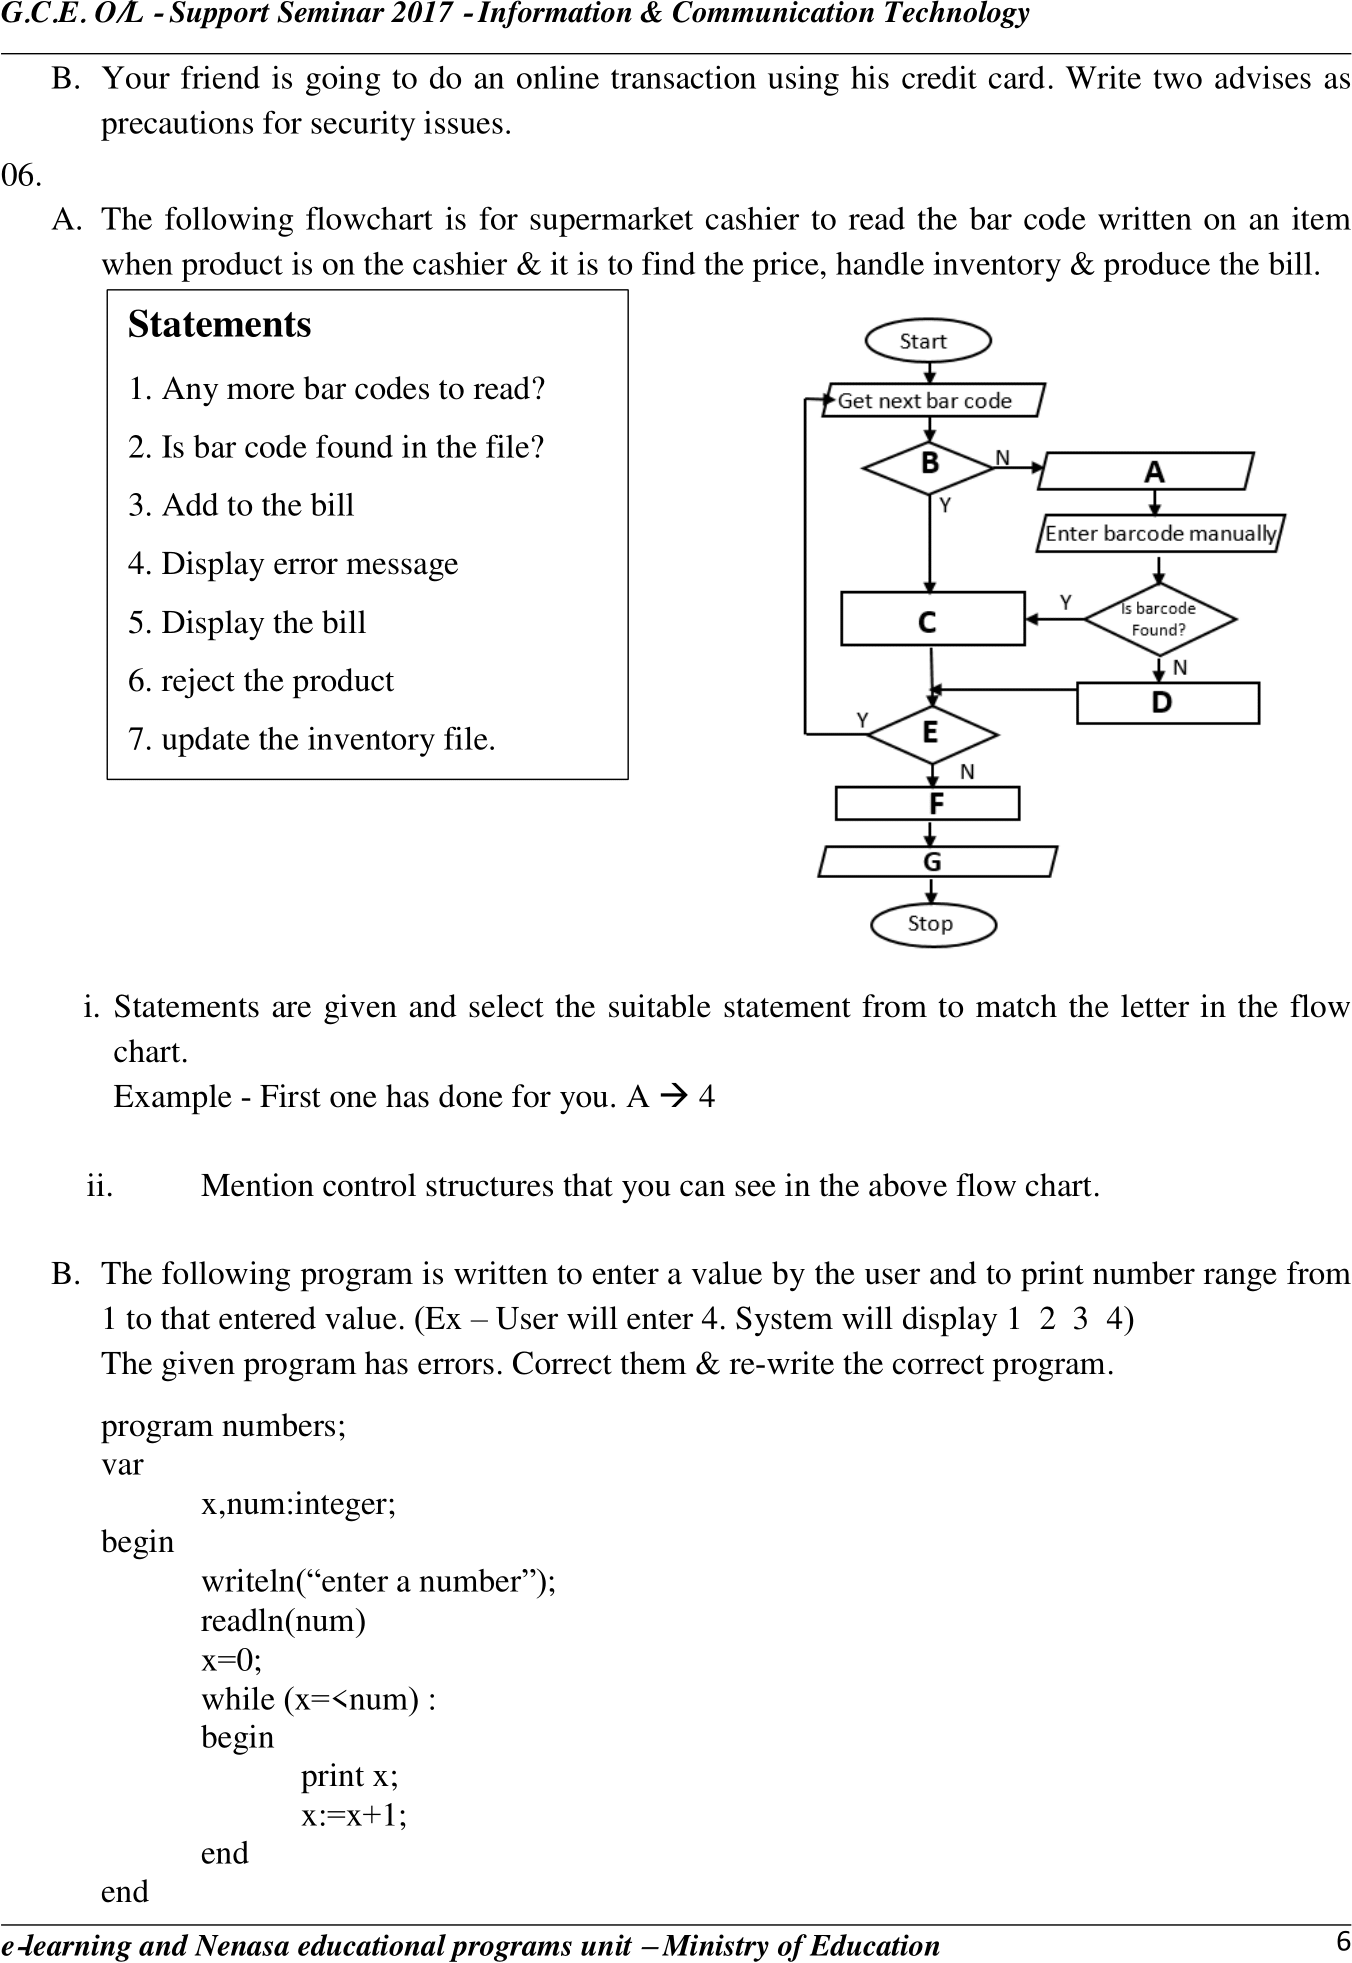 G.C.E. O/L - Support Seminar 2017 - Information & Communication Technology
B. Your friend is going to do an online transaction using his credit card. Write two advises as
precautions for security issues.
06.
A. The following flowchart is for supermarket cashier to read the bar code written on an item
when product is on the cashier & it is to find the price, handle inventory & produce the bill.
Statements
1. Any more bar codes to read?
2. Is bar code found in the file?
3. Add to the bill
4. Display error message
5. Display the bill
6. reject the product
7. update the inventory file.
Start
Get next bar code
B
N
A
Y
Enter barcode manually
C
Y
Is barcode
Found?
N
D
Y
E
N
F
G
Stop
i. Statements are given and select the suitable statement from to match the letter in the flow
chart.
Example - First one has done for you. A → 4
ii. Mention control structures that you can see in the above flow chart.
B. The following program is written to enter a value by the user and to print number range from
1 to that entered value. (Ex – User will enter 4. System will display 1 2 3 4)
The given program has errors. Correct them & re-write the correct program.
program numbers;
var
x,num:integer;
begin
writeln(“enter a number”);
readln(num)
x=0;
while (x=<num) :
begin
print x;
x:=x+1;
end
end
e-learning and Nenasa educational programs unit – Ministry of Education
6